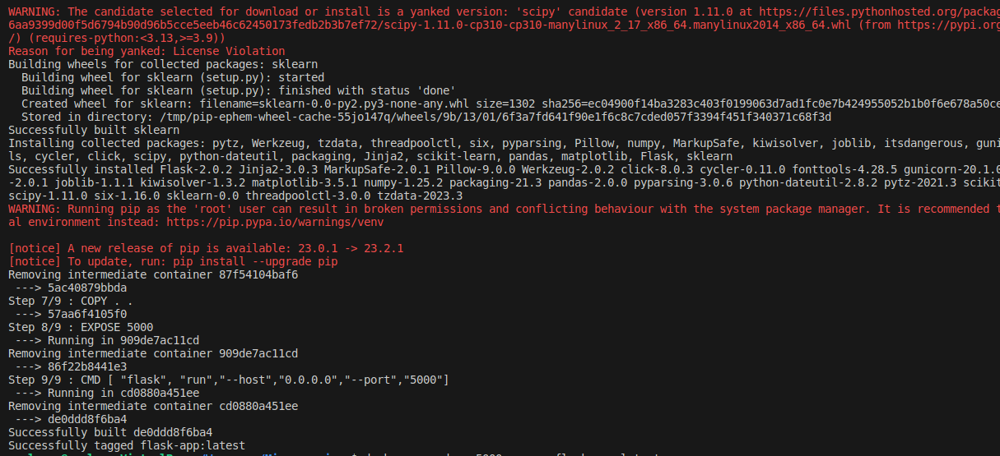 WARNING: The candidate selected for download or install is a yanked version: 'scipy' candidate (version 1.11.0 at https://files.pythonhosted.org/packag
6aa9399d00f5d6794b90d96b5cce5eeb46c62450173fedb2b3b7ef72/scipy-1.11.0-cp310-cp310-manylinux_2_17_x86_64.manylinux2014_x86_64.whl (from https://pypi.org
/) (requires-python:<3.13,>=3.9))
Reason for being yanked: License Violation
Building wheels for collected packages: sklearn
  Building wheel for sklearn (setup.py): started
  Building wheel for sklearn (setup.py): finished with status 'done'
  Created wheel for sklearn: filename=sklearn-0.0-py2.py3-none-any.whl size=1302 sha256=ec04900f14ba3283c403f0199063d7ad1fc0e7b424955052b1b0f6e678a50ce
  Stored in directory: /tmp/pip-ephem-wheel-cache-55jo147q/wheels/9b/13/01/6f3a7fd641f90e1f6c8c7cded057f3394f451f340371c68f3d
Successfully built sklearn
Installing collected packages: pytz, Werkzeug, tzdata, threadpoolctl, six, pyparsing, Pillow, numpy, MarkupSafe, kiwisolver, joblib, itsdangerous, guni
ls, cycler, click, scipy, python-dateutil, packaging, Jinja2, scikit-learn, pandas, matplotlib, Flask, sklearn
Successfully installed Flask-2.0.2 Jinja2-3.0.3 MarkupSafe-2.0.1 Pillow-9.0.0 Werkzeug-2.0.2 click-8.0.3 cycler-0.11.0 fonttools-4.28.5 gunicorn-20.1.0
-2.0.1 joblib-1.1.1 kiwisolver-1.3.2 matplotlib-3.5.1 numpy-1.25.2 packaging-21.3 pandas-2.0.0 pyparsing-3.0.6 python-dateutil-2.8.2 pytz-2021.3 scikit
scipy-1.11.0 six-1.16.0 sklearn-0.0 threadpoolctl-3.0.0 tzdata-2023.3
WARNING: Running pip as the 'root' user can result in broken permissions and conflicting behaviour with the system package manager. It is recommended t
al environment instead: https://pip.pypa.io/warnings/venv

[notice] A new release of pip is available: 23.0.1 -> 23.2.1
[notice] To update, run: pip install --upgrade pip
Removing intermediate container 87f54104baf6
 ---> 5ac40879bbda
Step 7/9 : COPY . .
 ---> 57aa6f4105f0
Step 8/9 : EXPOSE 5000
 ---> Running in 909de7ac11cd
Removing intermediate container 909de7ac11cd
 ---> 86f22b8441e3
Step 9/9 : CMD [ "flask", "run","--host","0.0.0.0","--port","5000"]
 ---> Running in cd0880a451ee
Removing intermediate container cd0880a451ee
 ---> de0ddd8f6ba4
Successfully built de0ddd8f6ba4
Successfully tagged flask-app:latest